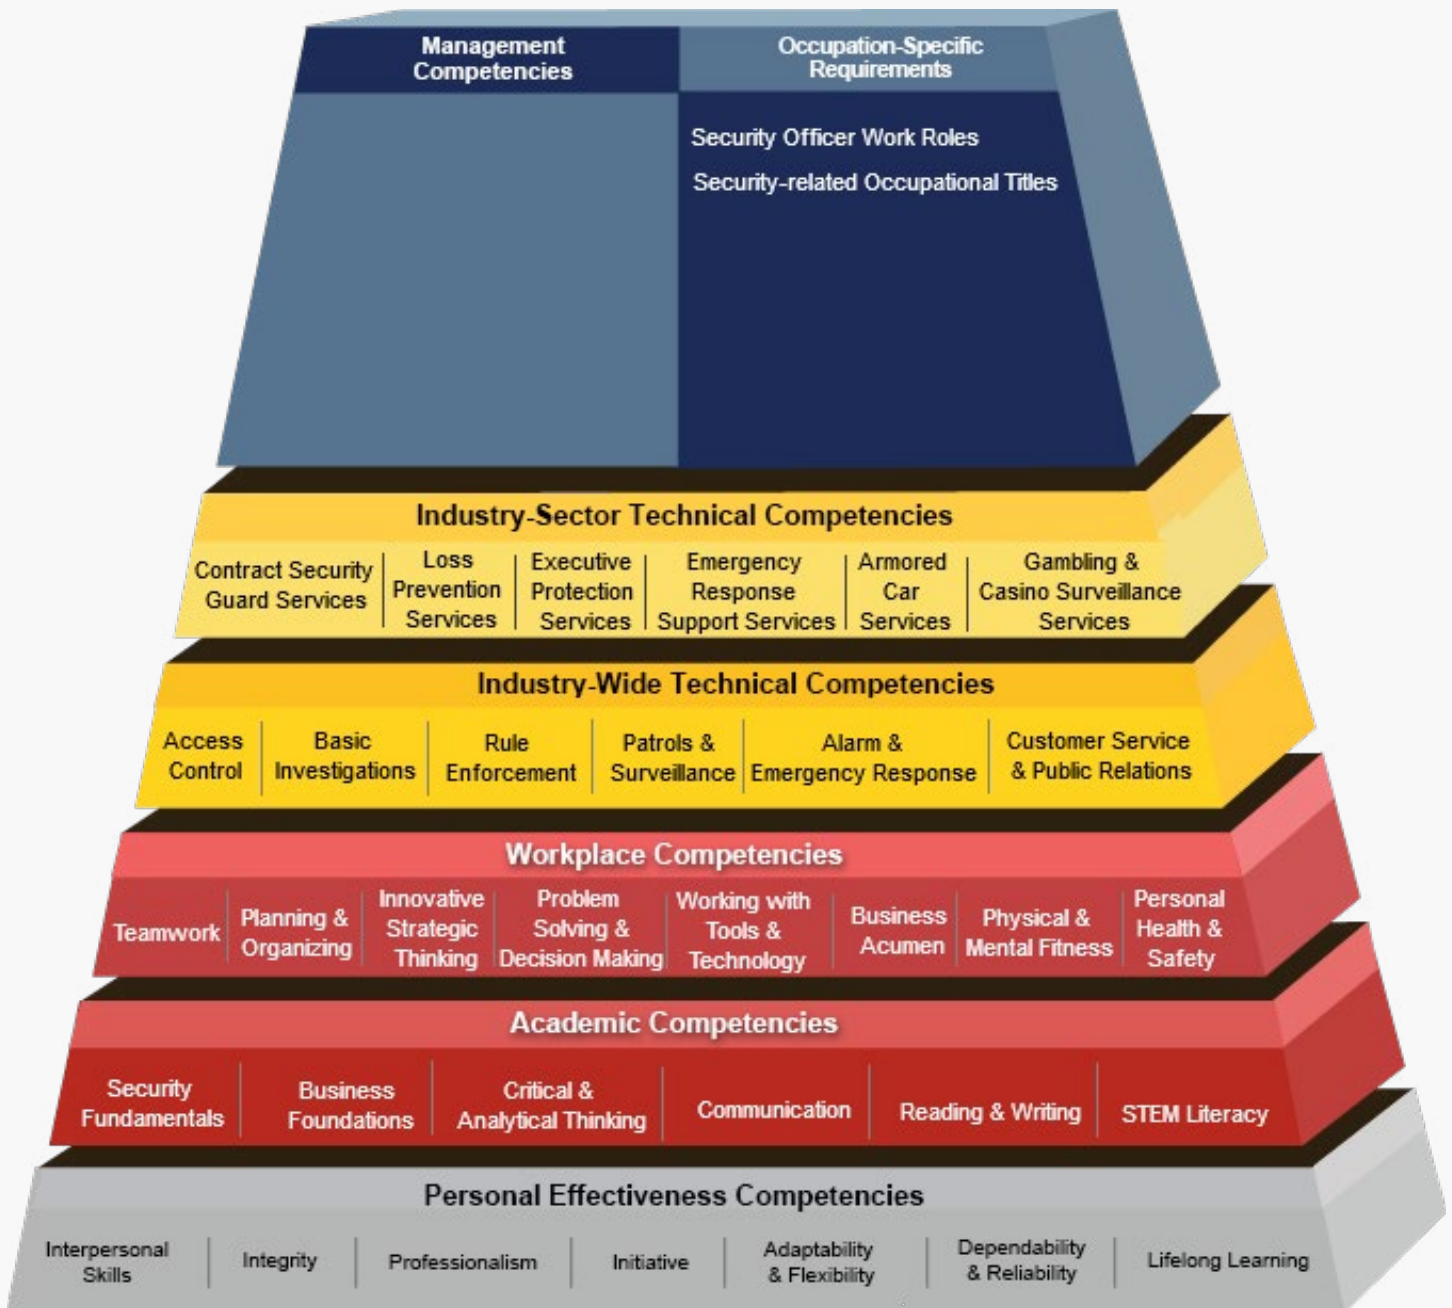 Management
Competencies
Occupation-Specific
Requirements
Security Officer Work Roles
Security-related Occupational Titles
Industry-Sector Technical Competencies
Contract Security
Guard Services
Loss
Prevention
Services
Executive
Protection
Services
Emergency
Response
Support Services
Armored
Car
Services
Gambling &
Casino Surveillance
Services
Industry-Wide Technical Competencies
Access
Control
Basic
Investigations
Rule
Enforcement
Patrols &
Surveillance
Alarm &
Emergency Response
Customer Service
& Public Relations
Workplace Competencies
Teamwork
Planning &
Organizing
Innovative
Strategic
Thinking
Problem
Solving &
Decision Making
Working with
Tools &
Technology
Business
Acumen
Physical &
Mental Fitness
Personal
Health &
Safety
Academic Competencies
Security
Fundamentals
Business
Foundations
Critical &
Analytical Thinking
Communication
Reading & Writing
STEM Literacy
Personal Effectiveness Competencies
Interpersonal
Skills
Integrity
Professionalism
Initiative
Adaptability
& Flexibility
Dependability
& Reliability
Lifelong Learning